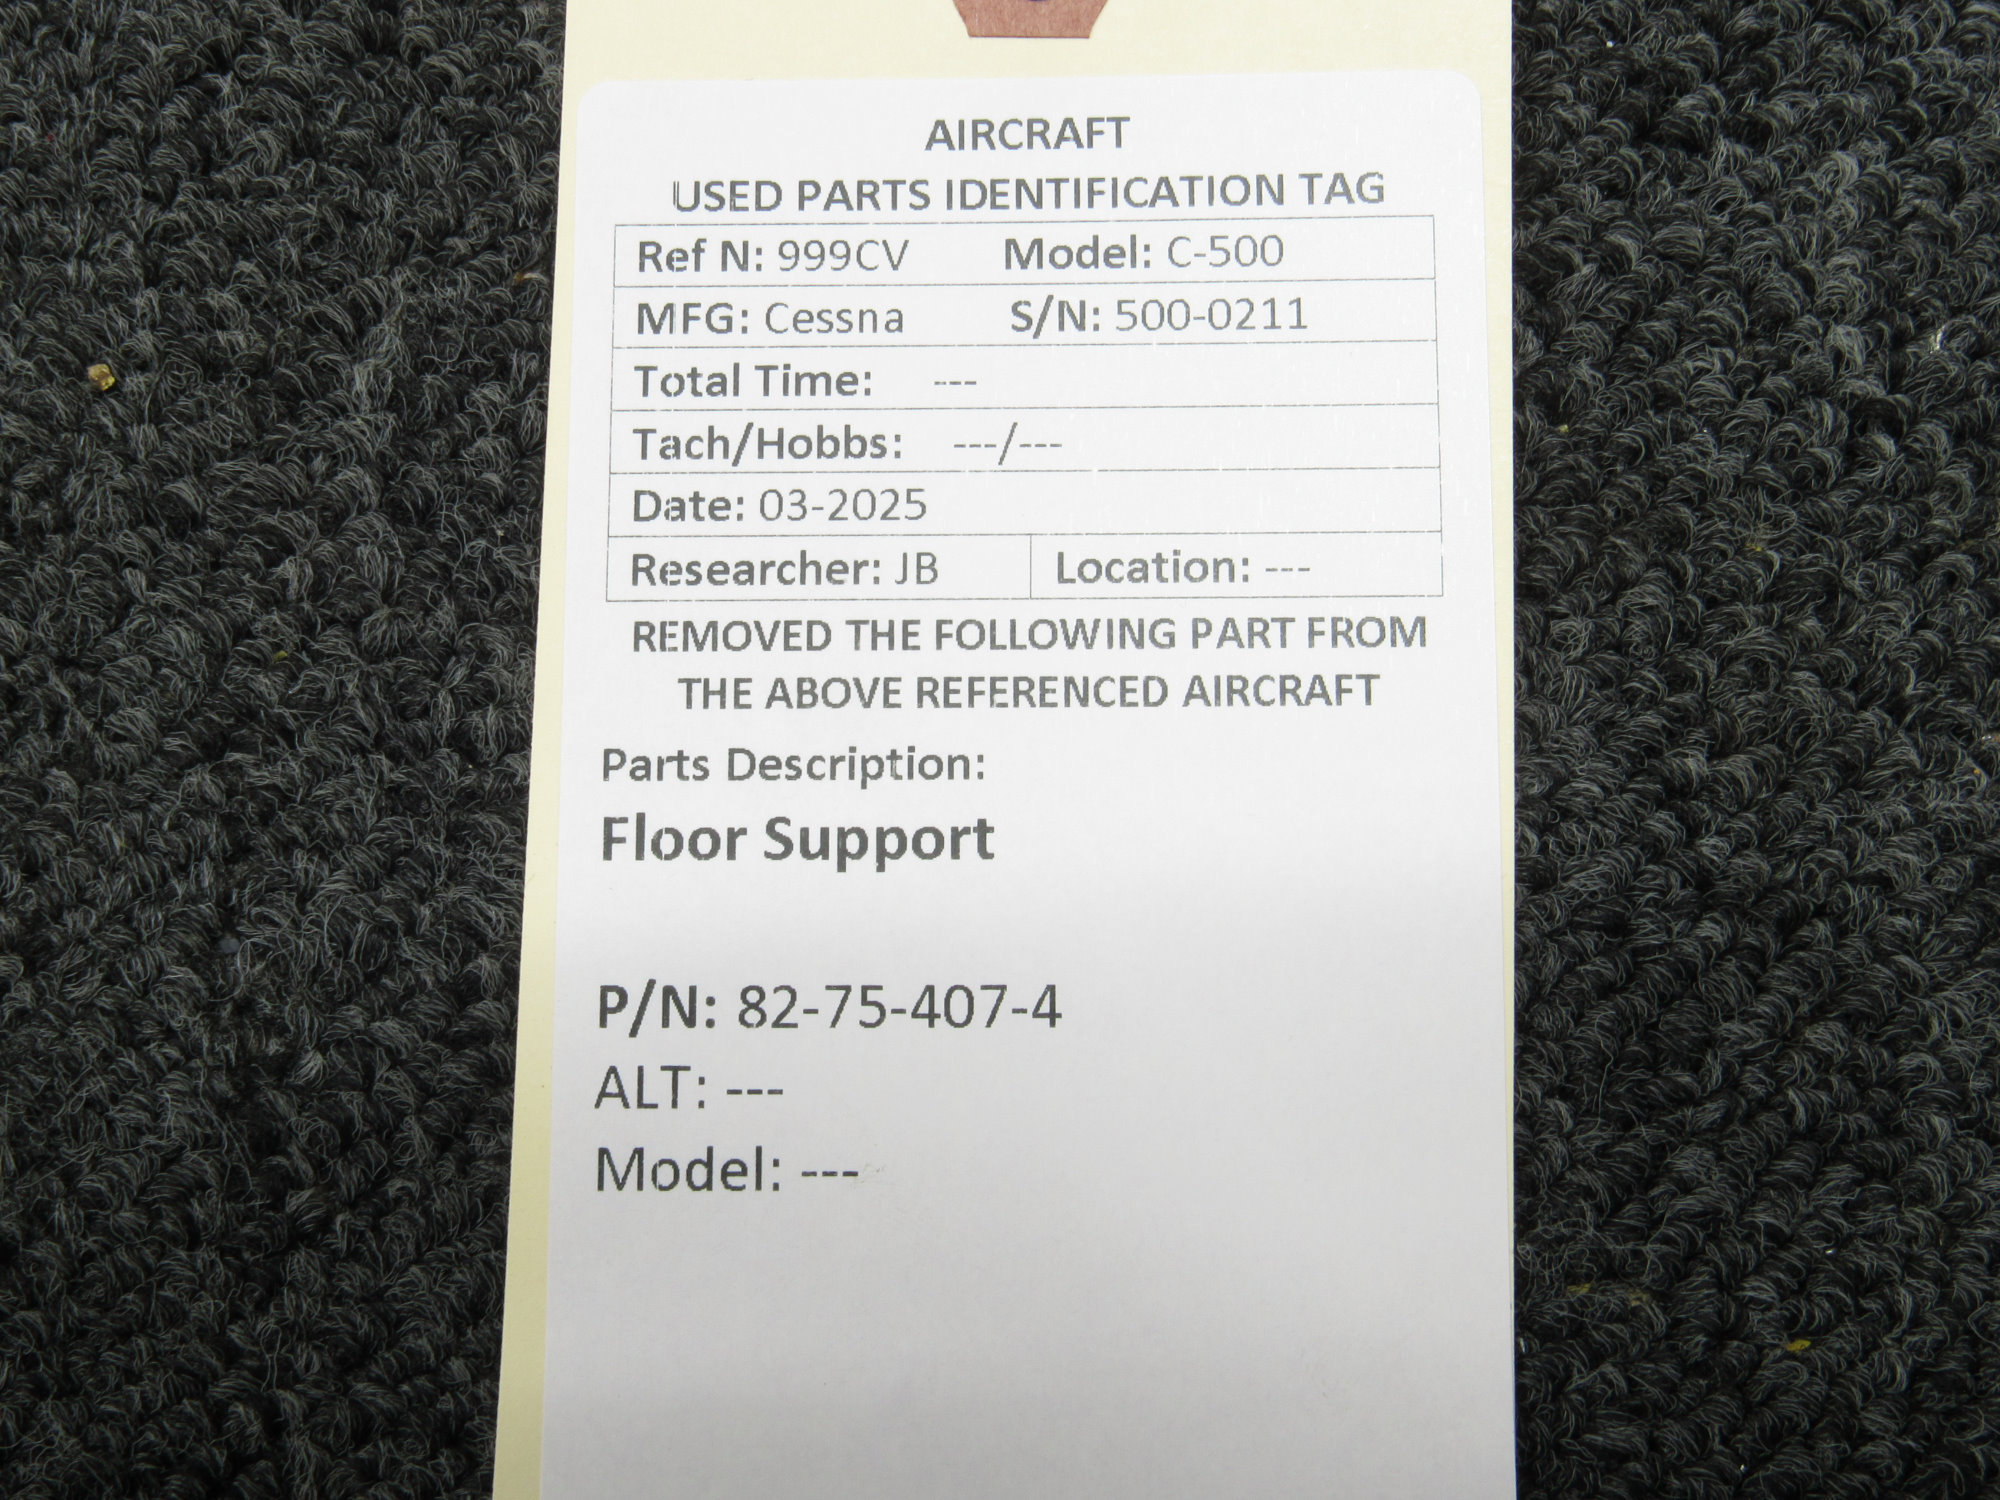 AIRCRAFT
USED PARTS IDENTIFICATION TAG
Ref N: 999CV Model: C-500
MFG: Cessna S/N: 500-0211
Total Time: ---
Tach/Hobbs: ---/---
Date: 03-2025
Researcher: JB Location: ---
REMOVED THE FOLLOWING PART FROM
THE ABOVE REFERENCED AIRCRAFT
Parts Description:
Floor Support
P/N: 82-75-407-4
ALT: ---
Model: ---